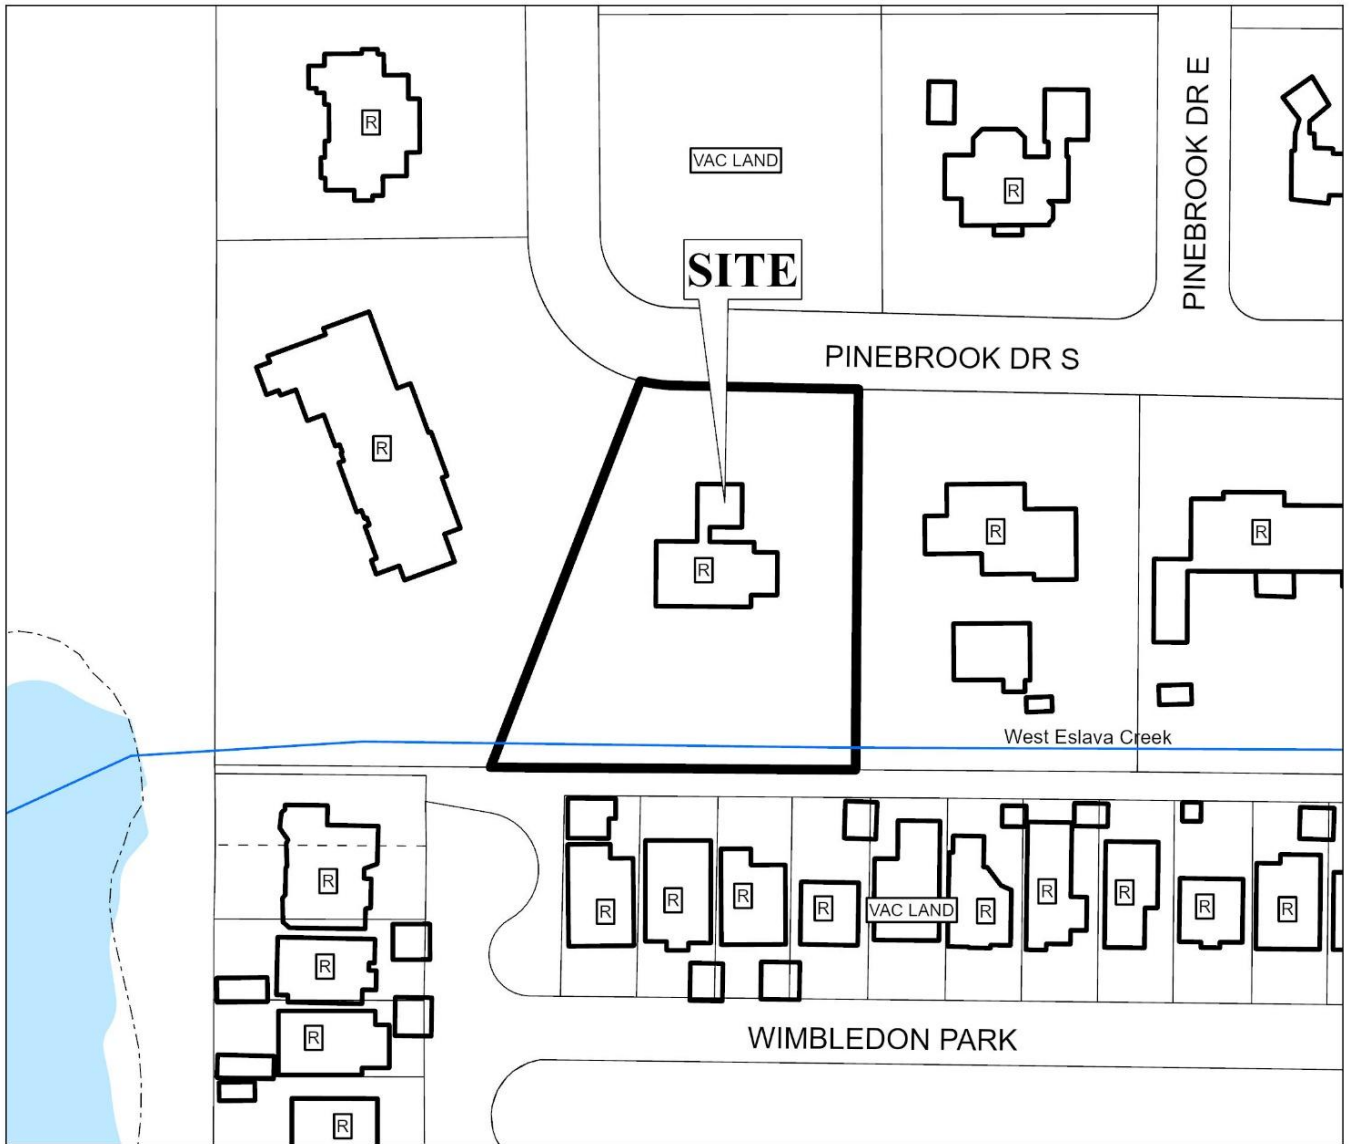 R
VAC LAND
R
PINEBROOK DR E
SITE
PINEBROOK DR S
R
R
R
R
West Eslava Creek
R
R
R
R
R
VAC LAND
R
R
R
R
R
R
R
WIMBLEDON PARK
R